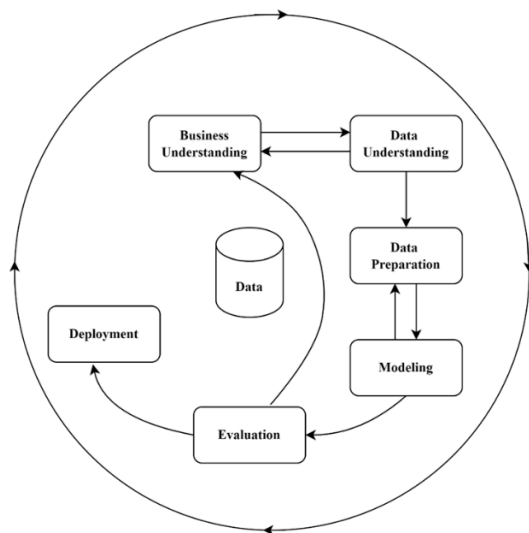 Business
Understanding
Data
Understanding
Data
Preparation
Data
Deployment
Modeling
Evaluation